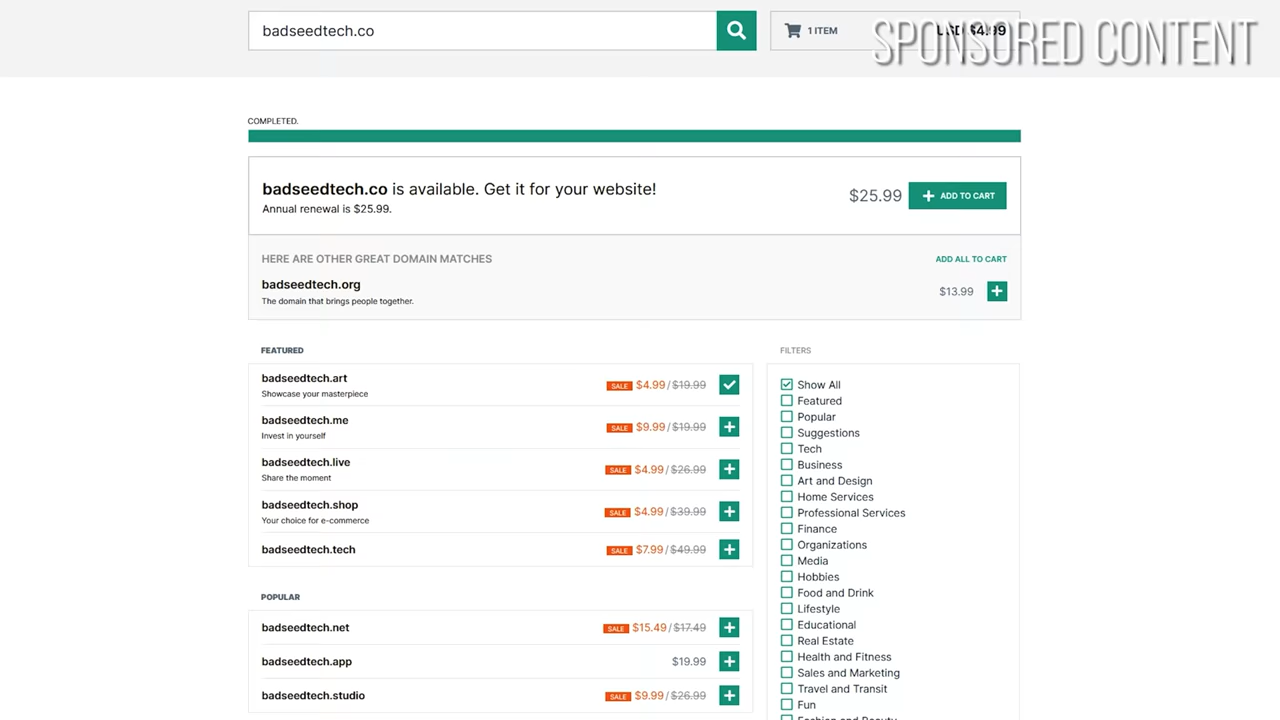 badseedtech.co
1 ITEM
USD $4.99
SPONSORED CONTENT
COMPLETED.
badseedtech.co is available. Get it for your website!
Annual renewal is $25.99.
$25.99
ADD TO CART
HERE ARE OTHER GREAT DOMAIN MATCHES
ADD ALL TO CART
badseedtech.org
The domain that brings people together.
$13.99
FEATURED
badseedtech.art
Showcase your masterpiece
SALE $4.99/$19.99
badseedtech.me
Invest in yourself
SALE $9.99/$19.99
badseedtech.live
Share the moment
SALE $4.99/$26.99
badseedtech.shop
Your choice for e-commerce
SALE $4.99/$39.99
badseedtech.tech
SALE $7.99/$49.99
POPULAR
badseedtech.net
SALE $15.49/$17.49
badseedtech.app
$19.99
badseedtech.studio
SALE $9.99/$26.99
FILTERS
Show All
Featured
Popular
Suggestions
Tech
Business
Art and Design
Home Services
Professional Services
Finance
Organizations
Media
Hobbies
Food and Drink
Lifestyle
Educational
Real Estate
Health and Fitness
Sales and Marketing
Travel and Transit
Fun